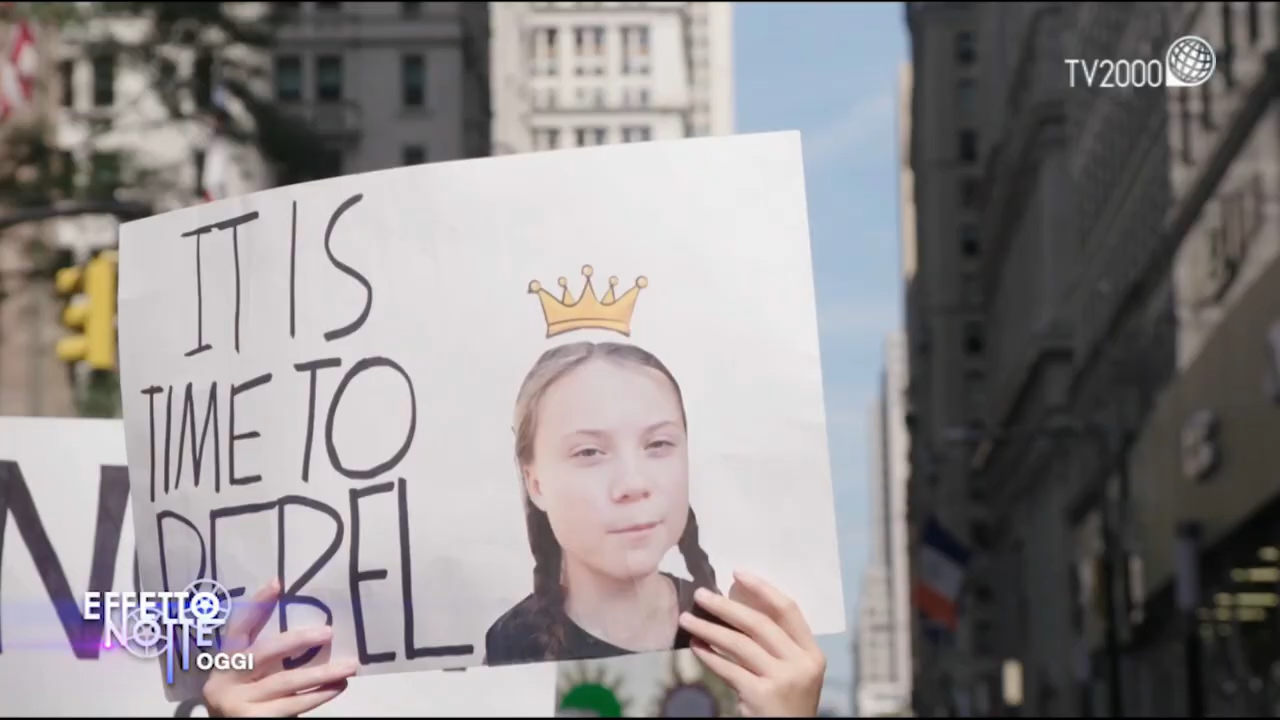 TV2000
IT IS
TIME TO
REBEL
N
EFFETTO
NOTTE
OGGI